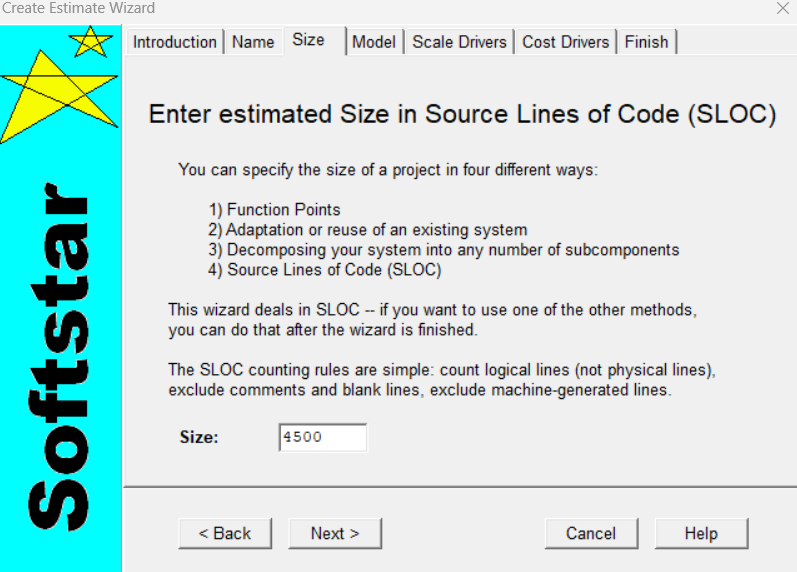 Create Estimate Wizard
Introduction Name Size Model Scale Drivers Cost Drivers Finish
Softstar
Enter estimated Size in Source Lines of Code (SLOC)
You can specify the size of a project in four different ways:
1) Function Points
2) Adaptation or reuse of an existing system
3) Decomposing your system into any number of subcomponents
4) Source Lines of Code (SLOC)
This wizard deals in SLOC -- if you want to use one of the other methods,
you can do that after the wizard is finished.
The SLOC counting rules are simple: count logical lines (not physical lines),
exclude comments and blank lines, exclude machine-generated lines.
Size: 4500
< Back Next > Cancel Help